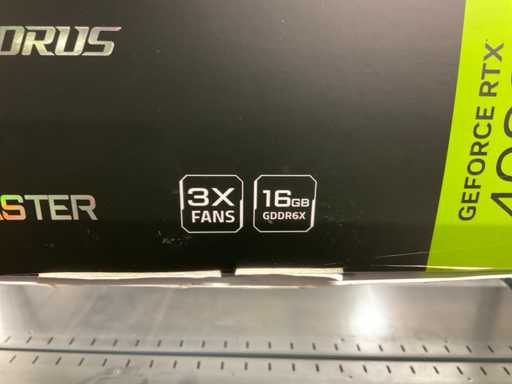 ORUS
STER
3X
FANS
16GB
GDDR6X
GEFORCE RTX